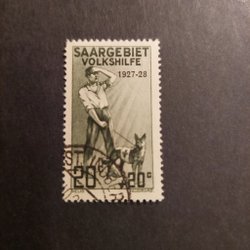 SAARGEBIET
VOLKSHILFE
1927-28
20 +20c